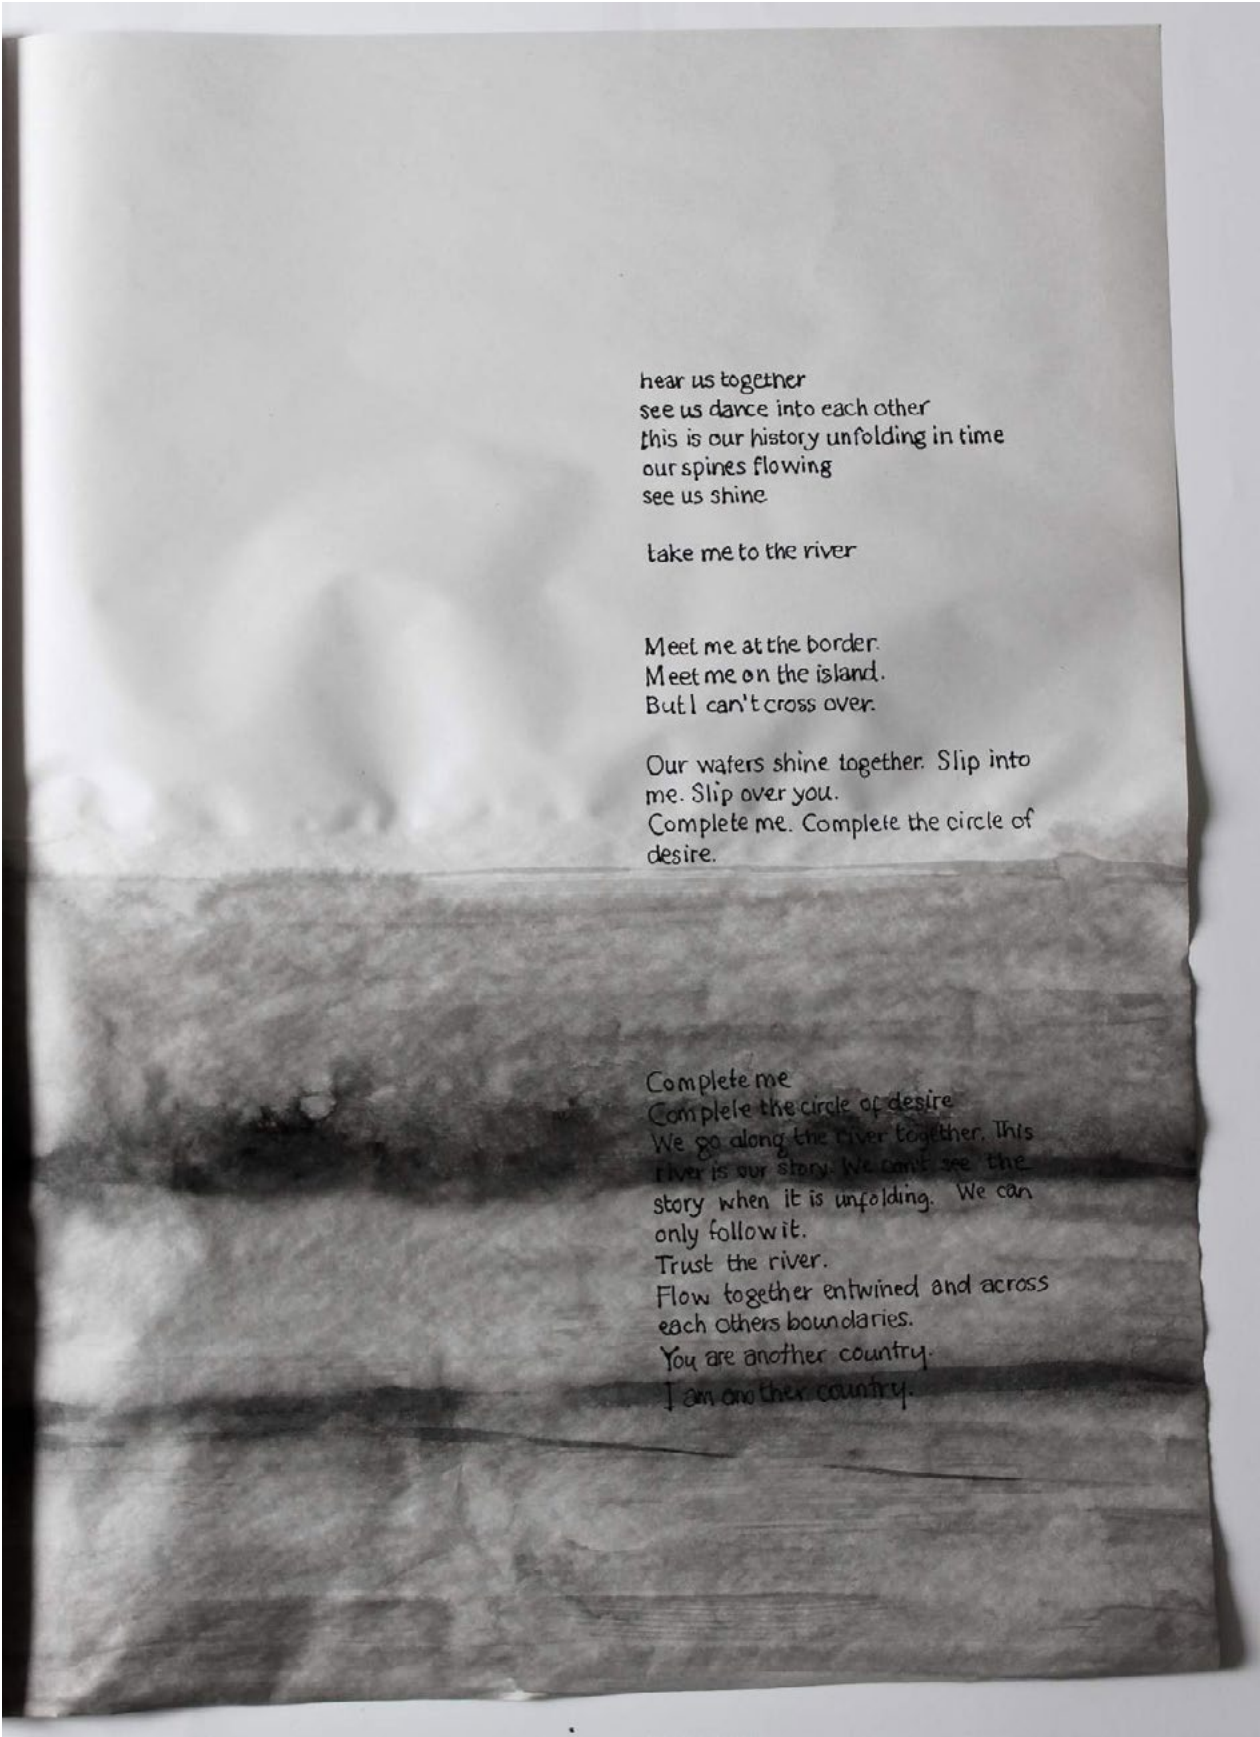 hear us together
see us dance into each other
this is our history unfolding in time
our spines flowing
see us shine
take me to the river
Meet me at the border.
Meet me on the island.
But I can't cross over.
Our waters shine together. Slip into
me. Slip over you.
Complete me. Complete the circle of
desire.
Complete me
Complete the circle of desire
We go along the river together. This
river is our story. We can't see the
story when it is unfolding. We can
only follow it.
Trust the river.
Flow together entwined and across
each others boundaries.
You are another country.
I am another country.